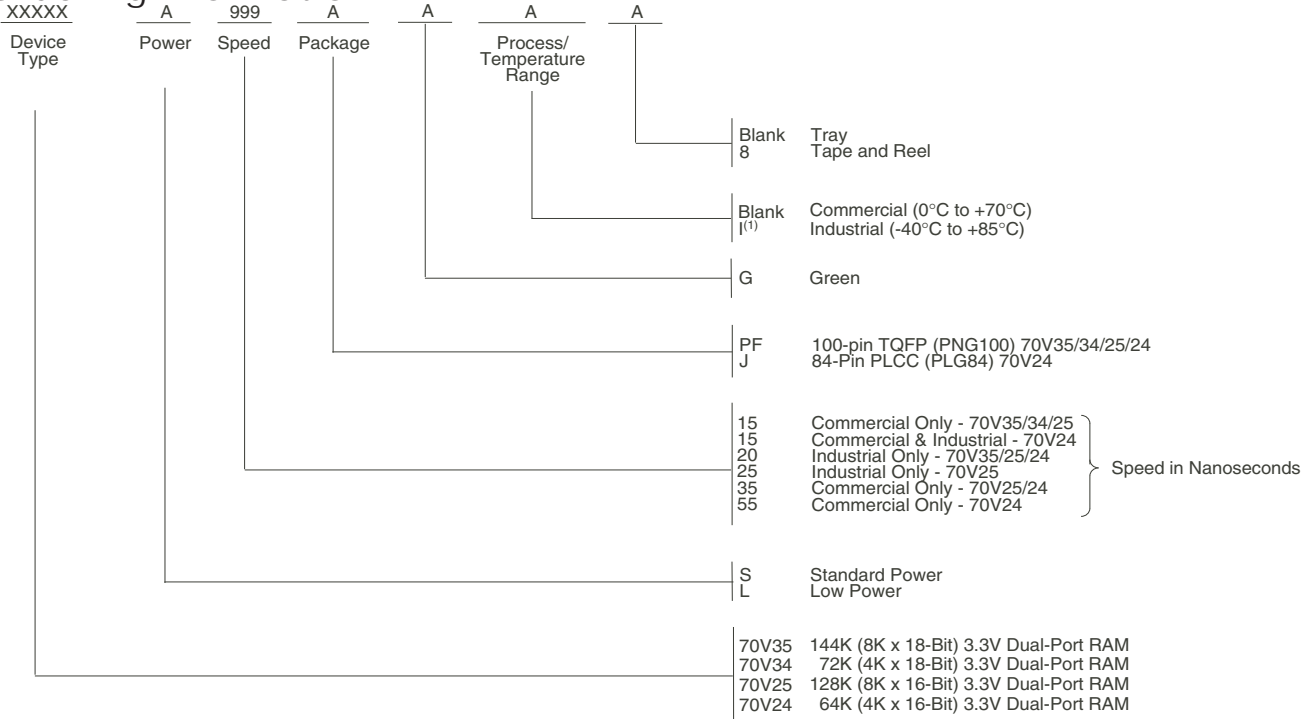 XXXXX A 999 A A A A
Device Type
Power
Speed
Package
Process/
Temperature
Range
Blank Tray
8 Tape and Reel
Blank Commercial (0°C to +70°C)
I(1) Industrial (-40°C to +85°C)
G Green
PF 100-pin TQFP (PNG100) 70V35/34/25/24
J 84-Pin PLCC (PLG84) 70V24
15 Commercial Only - 70V35/34/25
15 Commercial & Industrial - 70V24
20 Industrial Only - 70V35/25/24
25 Industrial Only - 70V25
35 Commercial Only - 70V25/24
55 Commercial Only - 70V24
Speed in Nanoseconds
S Standard Power
L Low Power
70V35 144K (8K x 18-Bit) 3.3V Dual-Port RAM
70V34 72K (4K x 18-Bit) 3.3V Dual-Port RAM
70V25 128K (8K x 16-Bit) 3.3V Dual-Port RAM
70V24 64K (4K x 16-Bit) 3.3V Dual-Port RAM